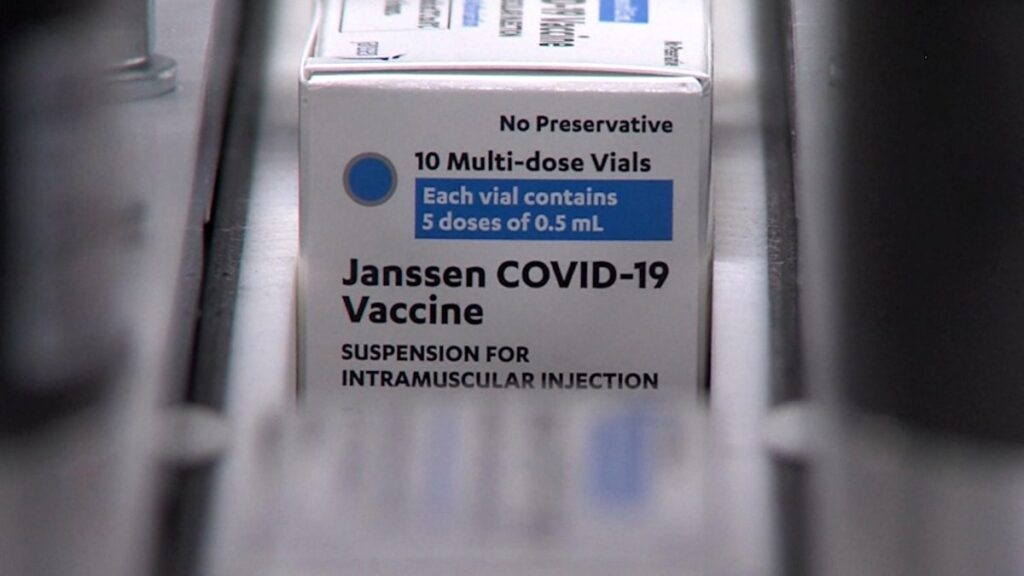 No Preservative
10 Multi-dose Vials
Each vial contains
5 doses of 0.5 mL
Janssen COVID-19
Vaccine
SUSPENSION FOR
INTRAMUSCULAR INJECTION